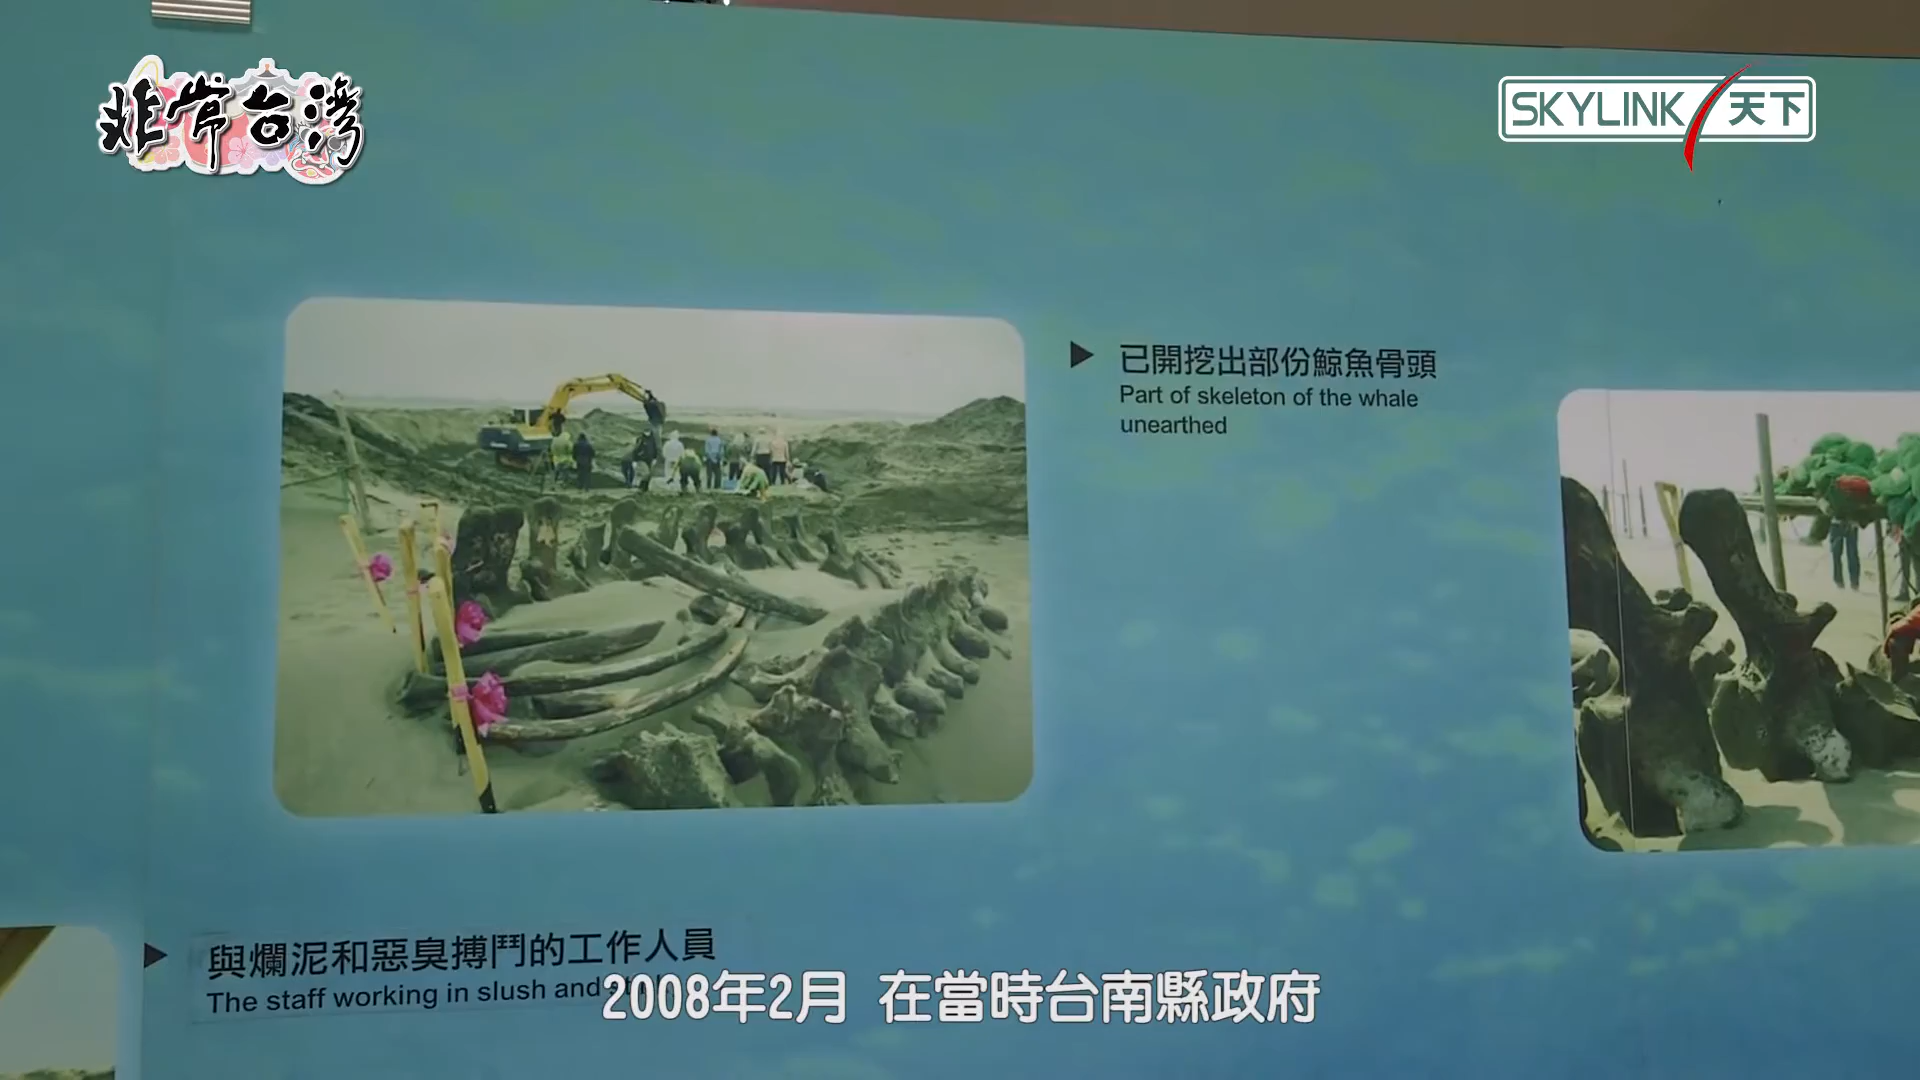 非常台灣
SKYLINK 天下
已開挖出部份鯨魚骨頭
Part of skeleton of the whale
unearthed
與爛泥和惡臭搏鬥的工作人員
The staff working in slush and
2008年2月 在當時台南縣政府